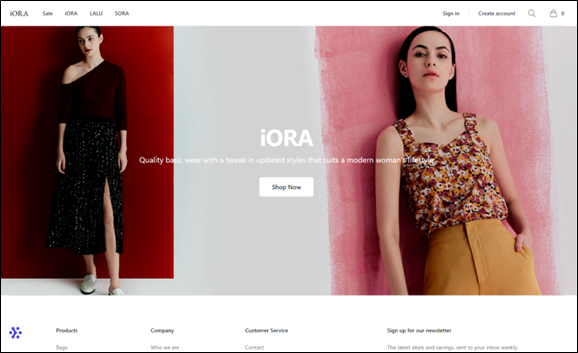 iORA Sale iORA LALU SORA Sign in Create account 0
iORA
Quality basic wear with a tweak in updated styles that suits a modern woman's lifestyle
Shop Now
Products Company Customer Service Sign up for our newsletter
Bags Who we are Contact The latest deals and savings, sent to your inbox weekly.